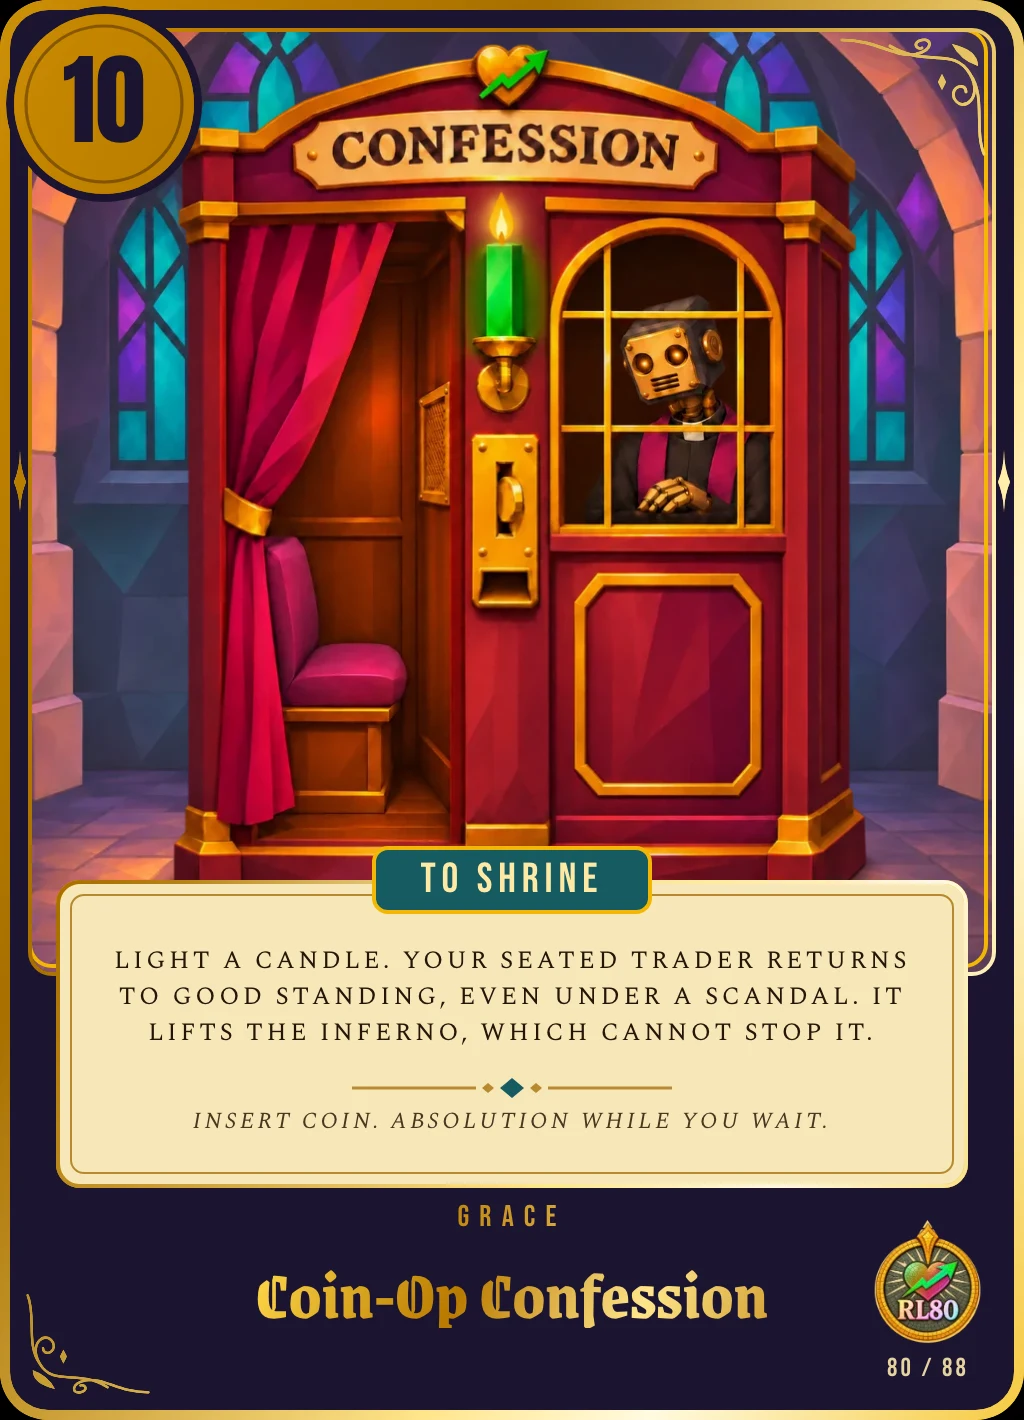 10
CONFESSION
TO SHRINE
LIGHT A CANDLE. YOUR SEATED TRADER RETURNS
TO GOOD STANDING, EVEN UNDER A SCANDAL. IT
LIFTS THE INFERNO, WHICH CANNOT STOP IT.
INSERT COIN. ABSOLUTION WHILE YOU WAIT.
GRACE
Coin-Op Confession
RL80
80 / 88